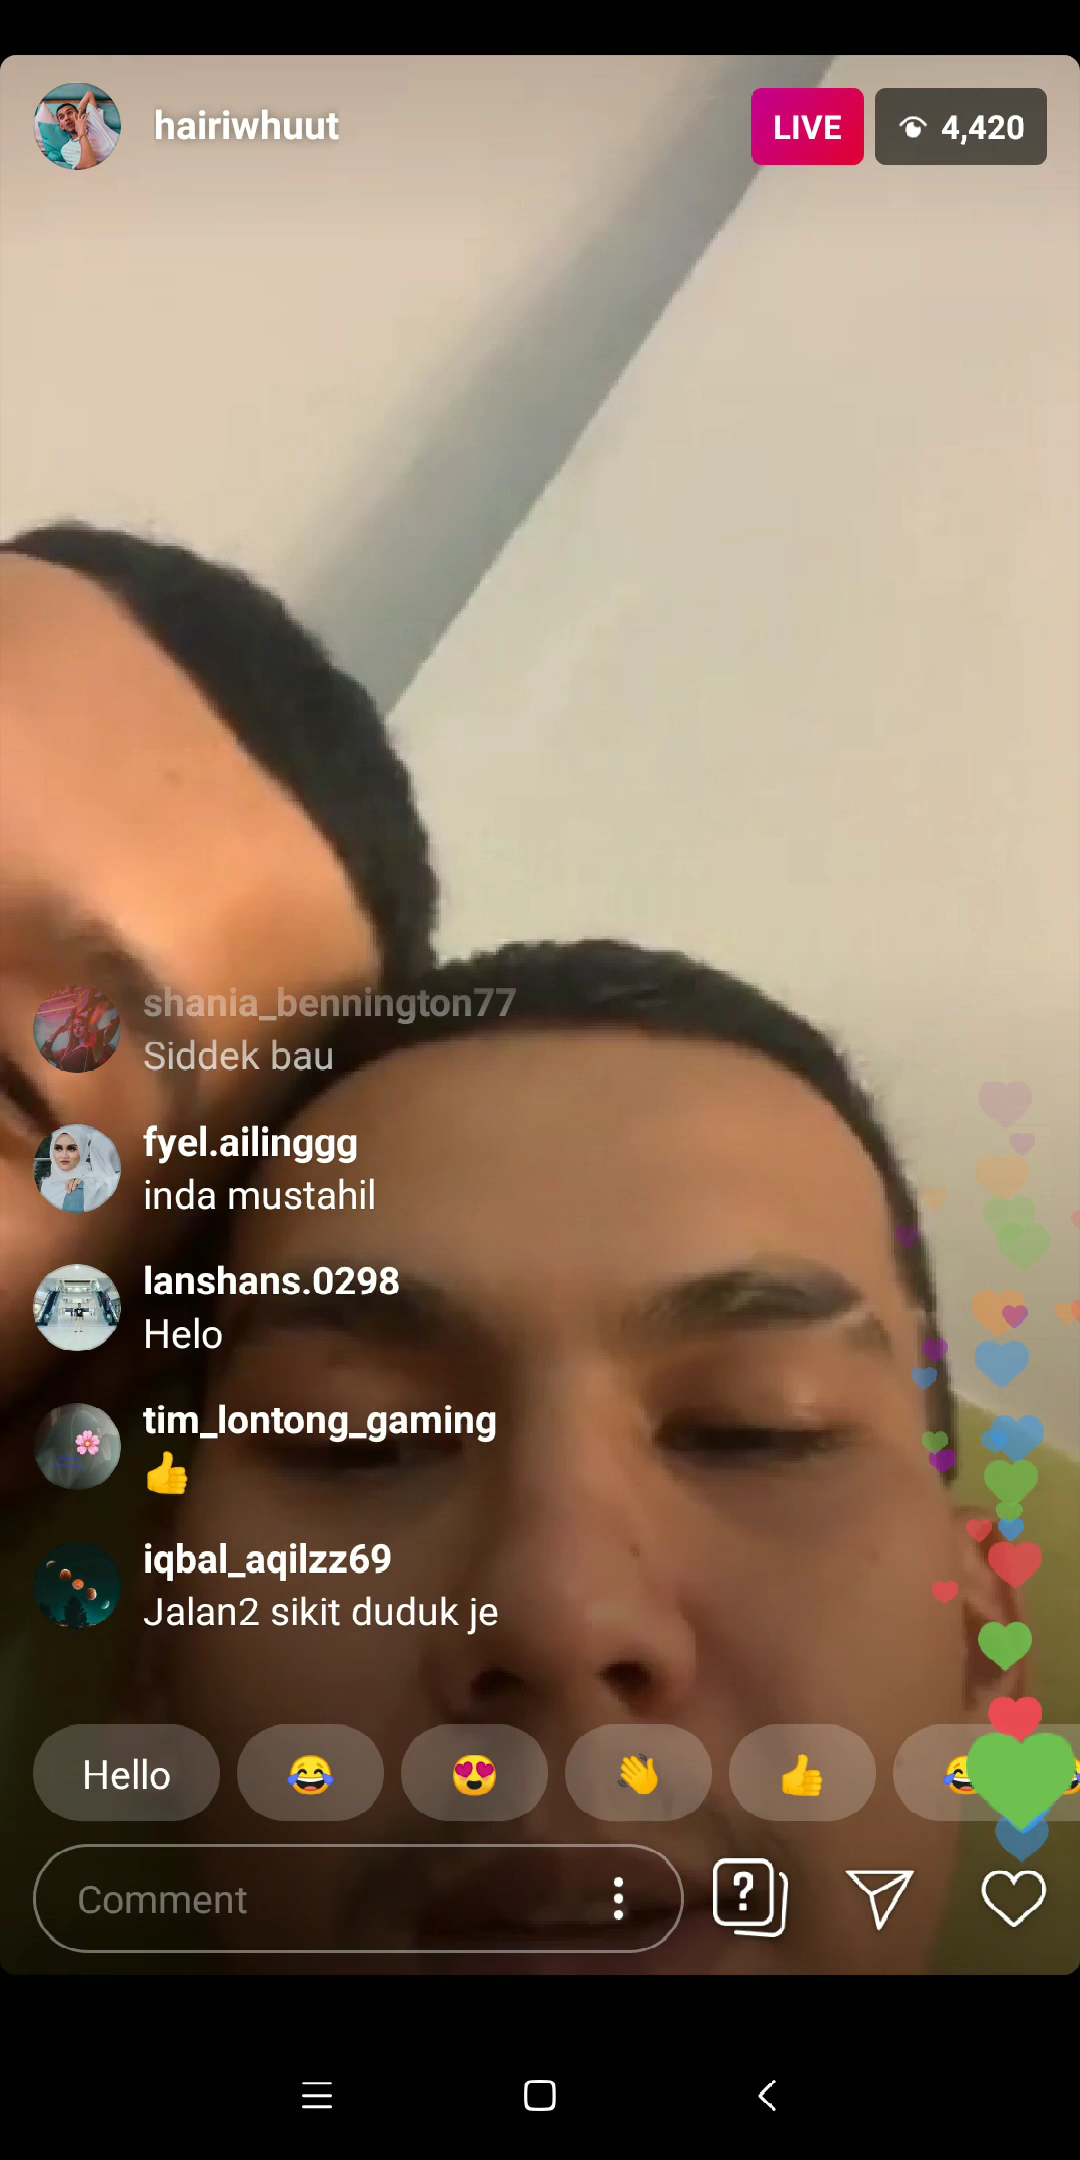 hairiwhuut
LIVE
4,420
shania_bennington77
Siddek bau
fyel.ailinggg
inda mustahil
lanshans.0298
Helo
tim_lontong_gaming
👍
iqbal_aqilzz69
Jalan2 sikit duduk je
Hello 😂 😍 👋 👍 😂
Comment